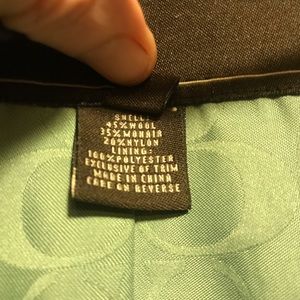 SHELL:
45% WOOL
35% MOHAIR
20% NYLON
LINING:
100% POLYESTER
EXCLUSIVE OF TRIM
MADE IN CHINA
CARE ON REVERSE